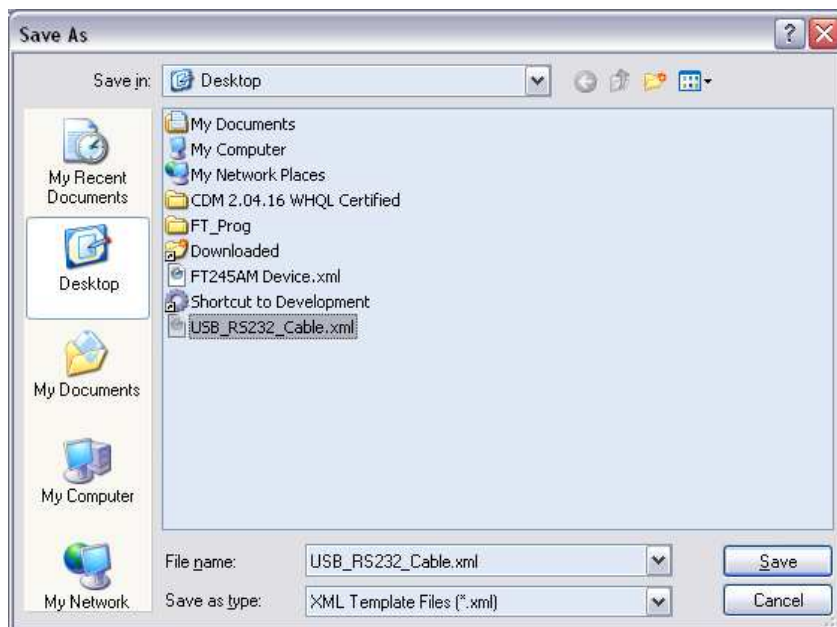 Save As
Save in:
Desktop
My Recent
Documents
Desktop
My Documents
My Computer
My Network
My Documents
My Computer
My Network Places
CDM 2.04.16 WHQL Certified
FT_Prog
Downloaded
FT245AM Device.xml
Shortcut to Development
USB_RS232_Cable.xml
File name:
USB_RS232_Cable.xml
Save
Save as type:
XML Template Files (*.xml)
Cancel